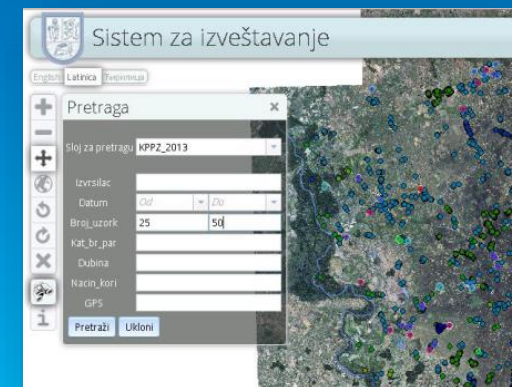 Sistem za izveštavanje
English Latinica Ћирилица
Pretraga
Sloj za pretragu KPPZ_2013
Izvrsilac
Datum Od Do
Broj_uzork 25 50
Kat_br_par
Dubina
Nacin_kori
GPS
Pretraži Ukloni